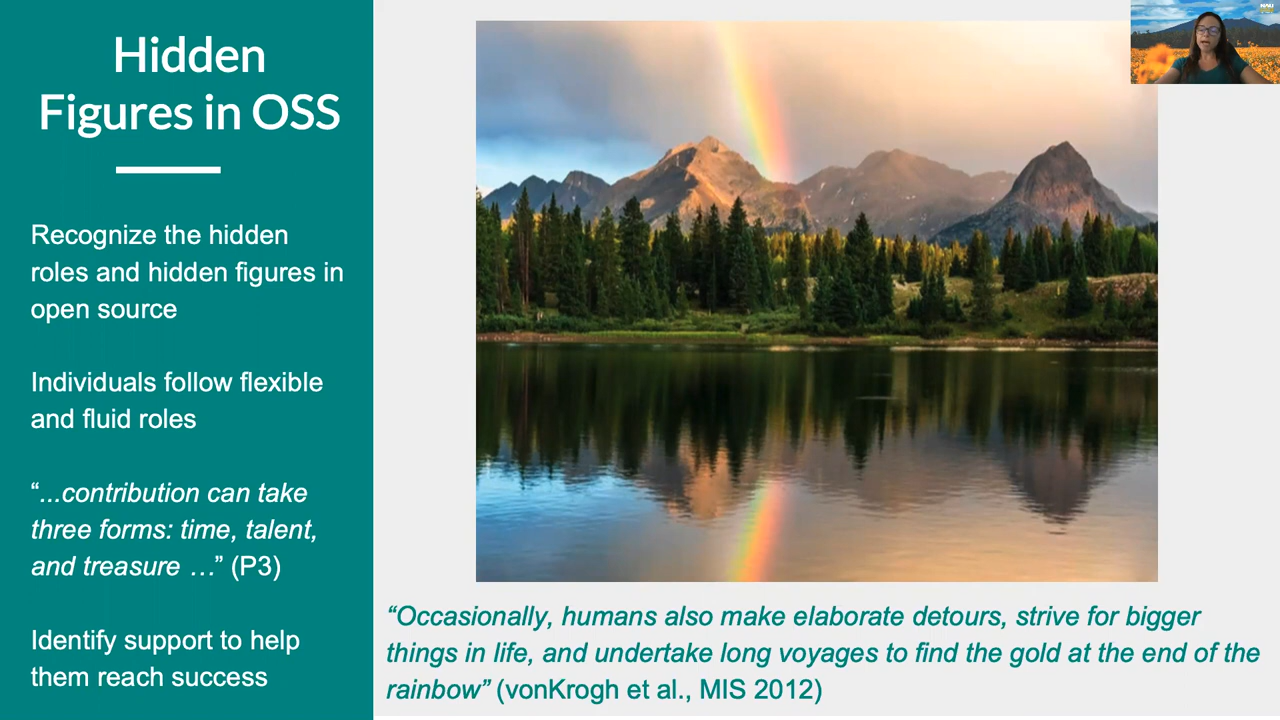 Hidden
Figures in OSS
Recognize the hidden
roles and hidden figures in
open source
Individuals follow flexible
and fluid roles
“...contribution can take
three forms: time, talent,
and treasure …” (P3)
Identify support to help
them reach success
NAU
“Occasionally, humans also make elaborate detours, strive for bigger
things in life, and undertake long voyages to find the gold at the end of the
rainbow” (vonKrogh et al., MIS 2012)